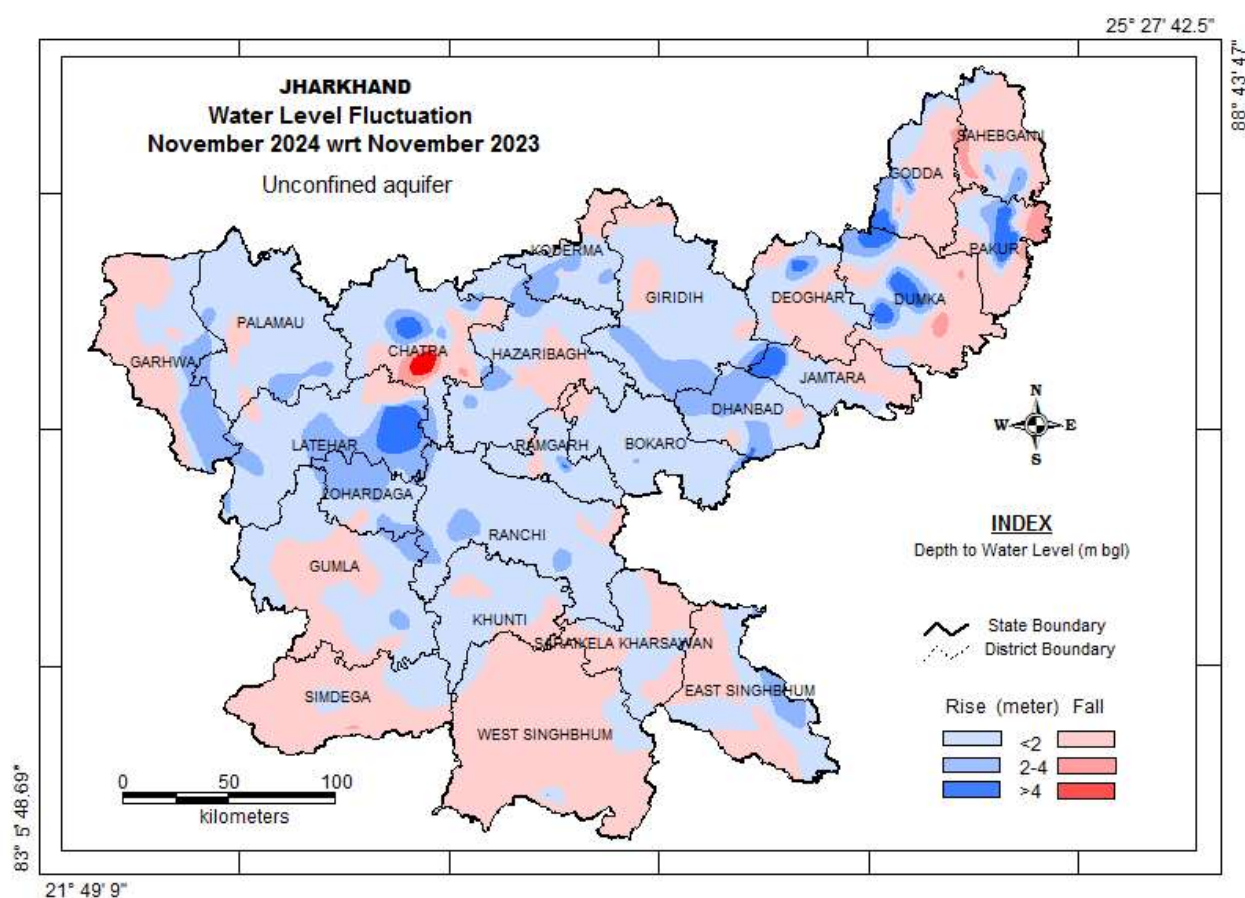 25° 27' 42.5"
88° 43' 47"
JHARKHAND
Water Level Fluctuation
November 2024 wrt November 2023
Unconfined aquifer
SAHEBGANJ
GODDA
KODERMA
PAKUR
GIRIDIH
DEOGHAR
DUMKA
PALAMAU
GARHWA
CHATRA
HAZARIBAGH
JAMTARA
DHANBAD
LATEHAR
RAMGARH
BOKARO
LOHARDAGA
RANCHI
GUMLA
KHUNTI
SARAIKELA KHARSAWAN
SIMDEGA
EAST SINGHBHUM
WEST SINGHBHUM
N
W E
S
INDEX
Depth to Water Level (m bgl)
State Boundary
District Boundary
Rise (meter) Fall
<2
2-4
>4
0 50 100
kilometers
83° 5' 48.69"
21° 49' 9"